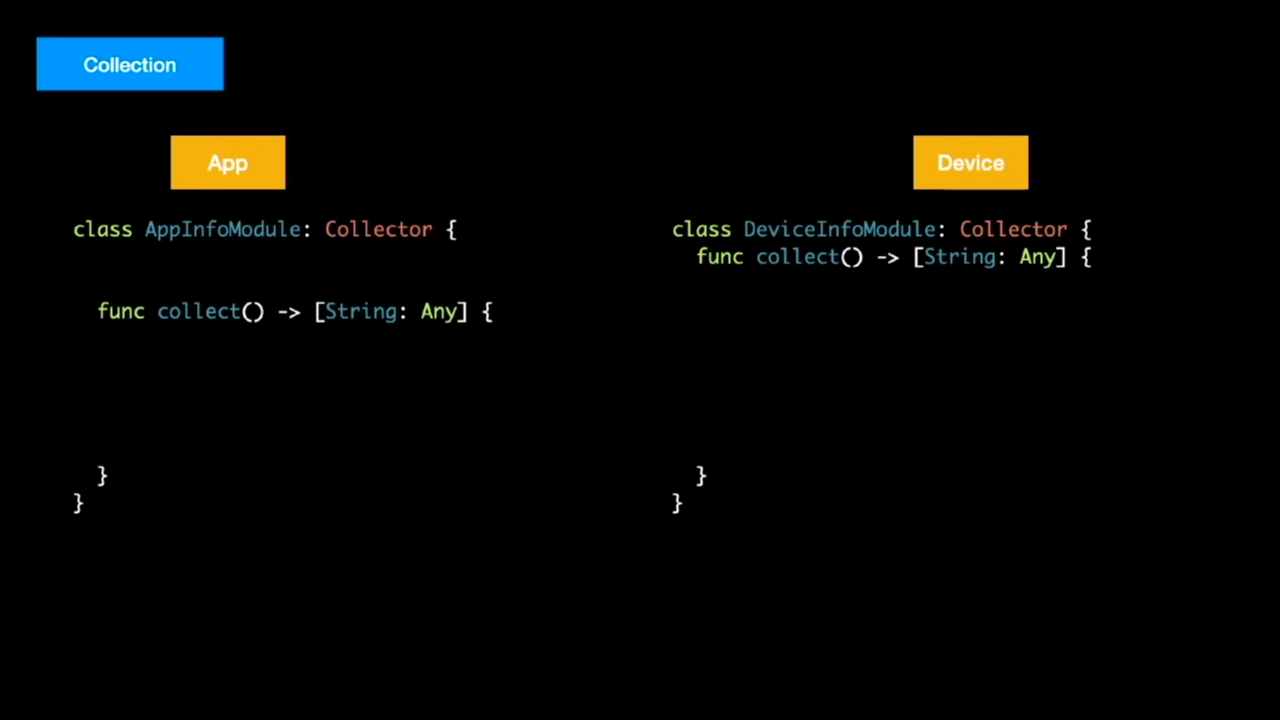 Collection
App
class AppInfoModule: Collector {
func collect() -> [String: Any] {
}
}
Device
class DeviceInfoModule: Collector {
func collect() -> [String: Any] {
}
}